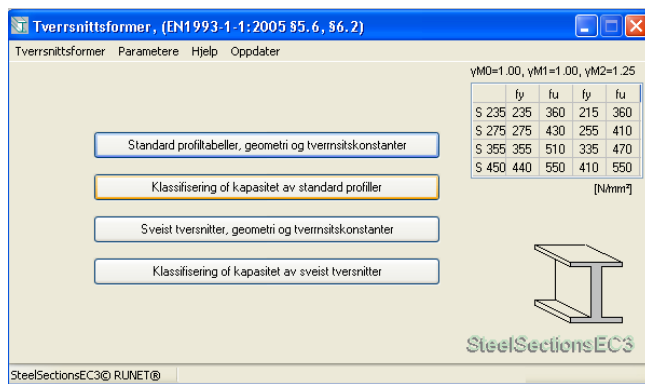 Tverrsnittsformer, (EN1993-1-1:2005 §5.6, §6.2)
Tverrsnittsformer Parametere Hjelp Oppdater
γM0=1.00, γM1=1.00, γM2=1.25
fy fu fy fu
S 235 235 360 215 360
S 275 275 430 255 410
S 355 355 510 335 470
S 450 440 550 410 550
[N/mm²]
Standard profiltabeller, geometri og tverrnsitskonstanter
Klassifisering of kapasitet av standard profiller
Sveist tversnitter, geometri og tverrnsitskonstanter
Klassifisering of kapasitet av sveist tversnitter
SteelSectionsEC3
SteelSectionsEC3© RUNET®